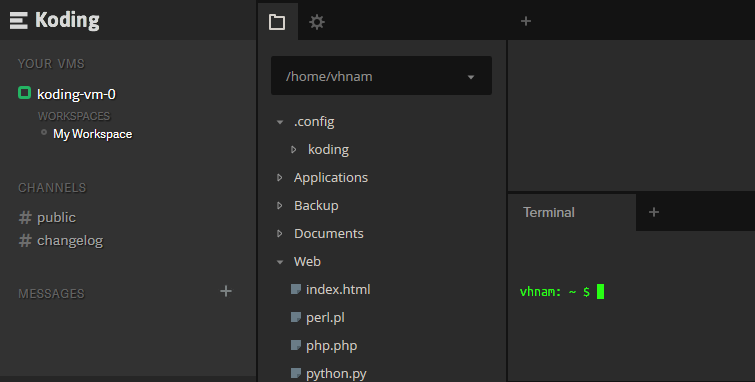 Koding
YOUR VMS
koding-vm-0
WORKSPACES
My Workspace
CHANNELS
# public
# changelog
MESSAGES +
/home/vhnam
.config
koding
Applications
Backup
Documents
Web
index.html
perl.pl
php.php
python.py
+
Terminal +
vhnam: ~ $